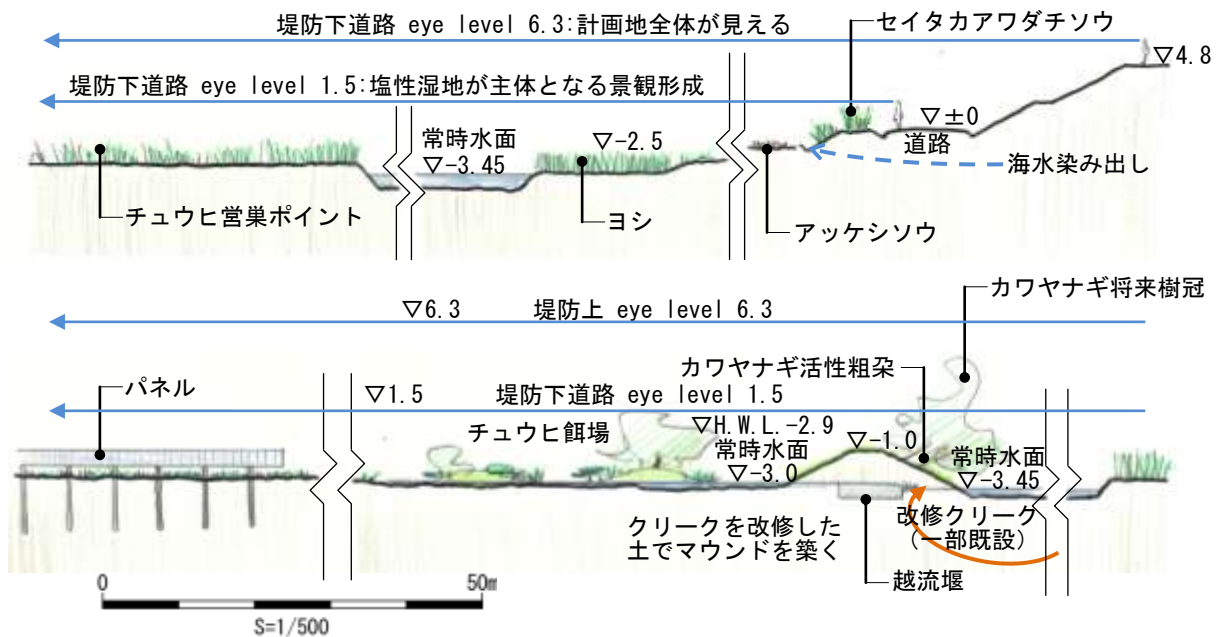 堤防下道路 eye level 6.3:計画地全体が見える
セイタカアワダチソウ
▽4.8
堤防下道路 eye level 1.5:塩性湿地が主体となる景観形成
▽±0
道路
常時水面
▽-3.45
▽-2.5
海水染み出し
チュウヒ営巣ポイント
ヨシ
アッケシソウ
カワヤナギ将来樹冠
▽6.3
堤防上 eye level 6.3
カワヤナギ活性粗朶
パネル
▽1.5
堤防下道路 eye level 1.5
チュウヒ餌場
▽H.W.L.-2.9
常時水面
▽-3.0
▽-1.0
常時水面
▽-3.45
クリークを改修した
土でマウンドを築く
改修クリーク
(一部既設)
越流堰
0
50m
S=1/500